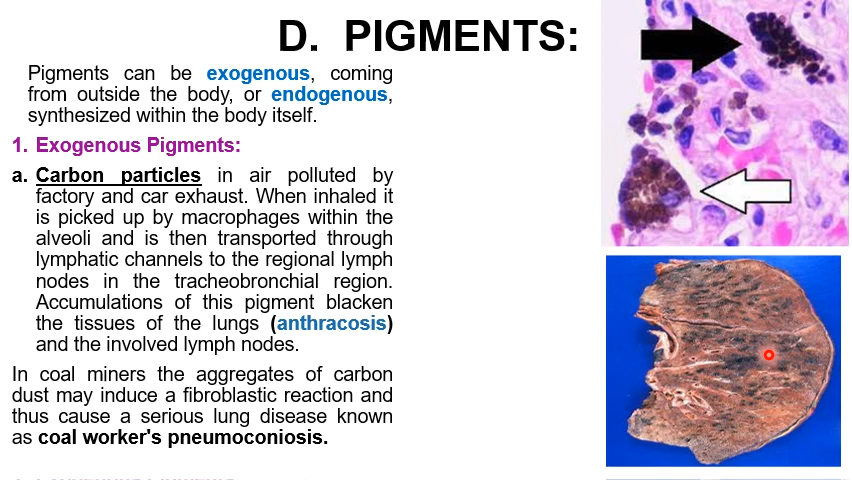 D. PIGMENTS:
Pigments can be exogenous, coming
from outside the body, or endogenous,
synthesized within the body itself.
1. Exogenous Pigments:
a. Carbon particles in air polluted by
factory and car exhaust. When inhaled it
is picked up by macrophages within the
alveoli and is then transported through
lymphatic channels to the regional lymph
nodes in the tracheobronchial region.
Accumulations of this pigment blacken
the tissues of the lungs (anthracosis)
and the involved lymph nodes.
In coal miners the aggregates of carbon
dust may induce a fibroblastic reaction and
thus cause a serious lung disease known
as coal worker's pneumoconiosis.